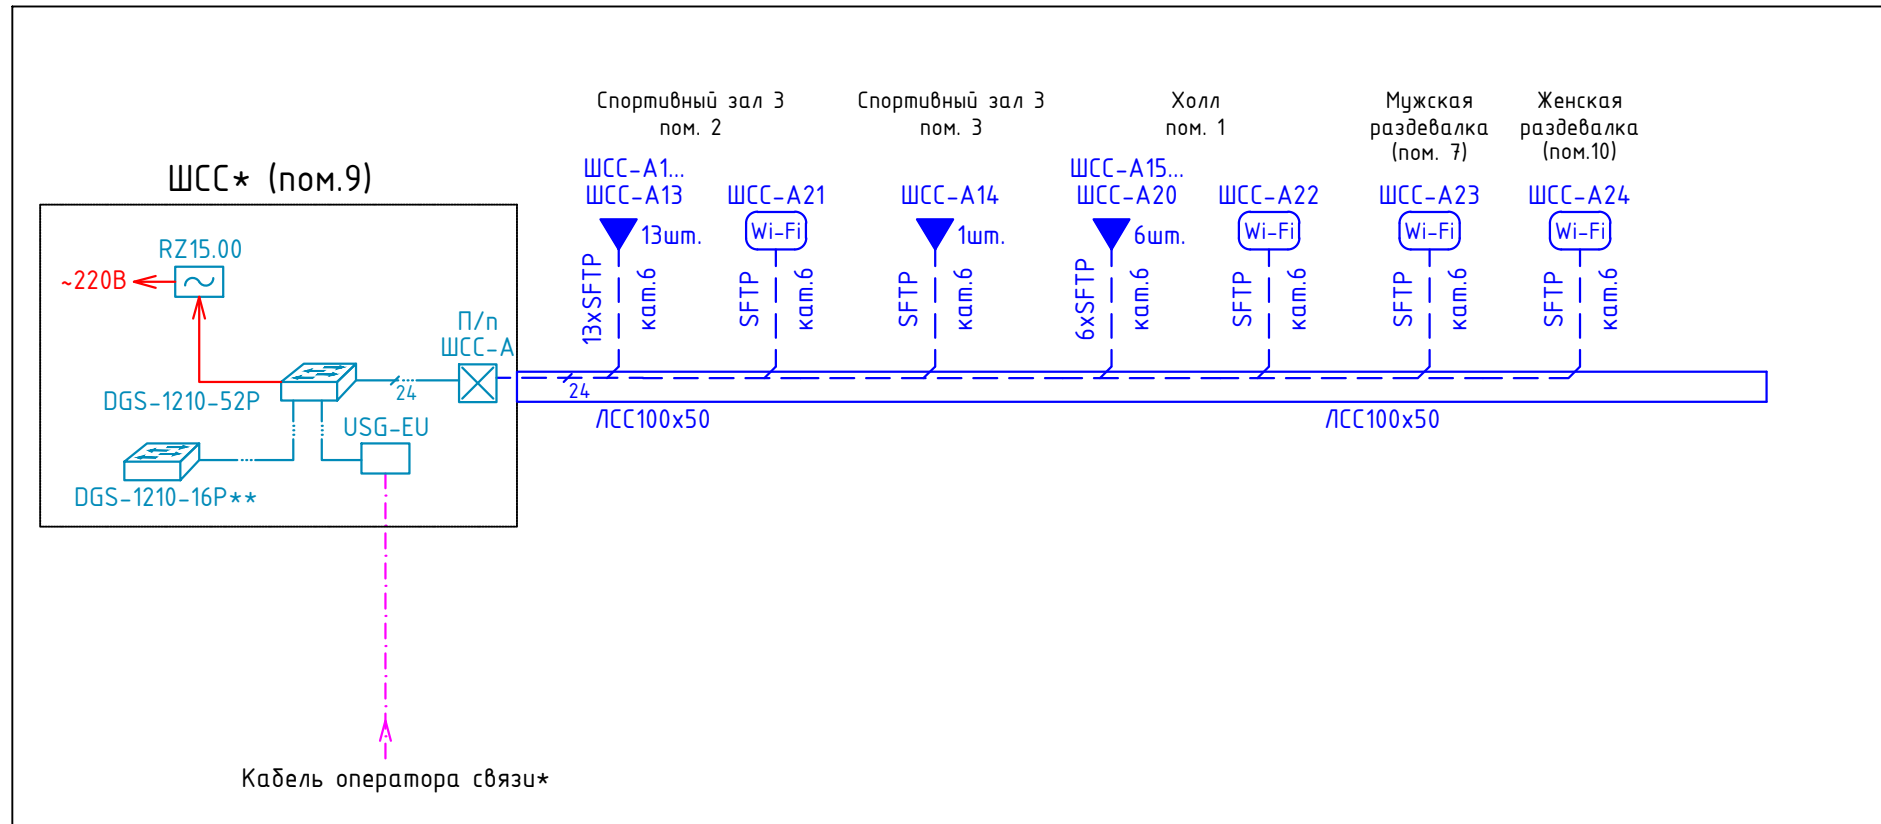 Спортивный зал 3
пом. 2
Спортивный зал 3
пом. 3
Холл
пом. 1
Мужская
раздевалка
(пом. 7)
Женская
раздевалка
(пом.10)
ШСС* (пом.9)
ШСС-А1...
ШСС-А13
ШСС-А21
ШСС-А14
ШСС-А15...
ШСС-А20
ШСС-А22
ШСС-А23
ШСС-А24
13шт.
Wi-Fi
1шт.
6шт.
Wi-Fi
Wi-Fi
Wi-Fi
13xSFTP
кат.6
SFTP
кат.6
SFTP
кат.6
6xSFTP
кат.6
SFTP
кат.6
SFTP
кат.6
SFTP
кат.6
RZ15.00
~220В
П/п
ШСС-А
24
24
DGS-1210-52P
USG-EU
DGS-1210-16P**
ЛСС100х50
ЛСС100х50
Кабель оператора связи*